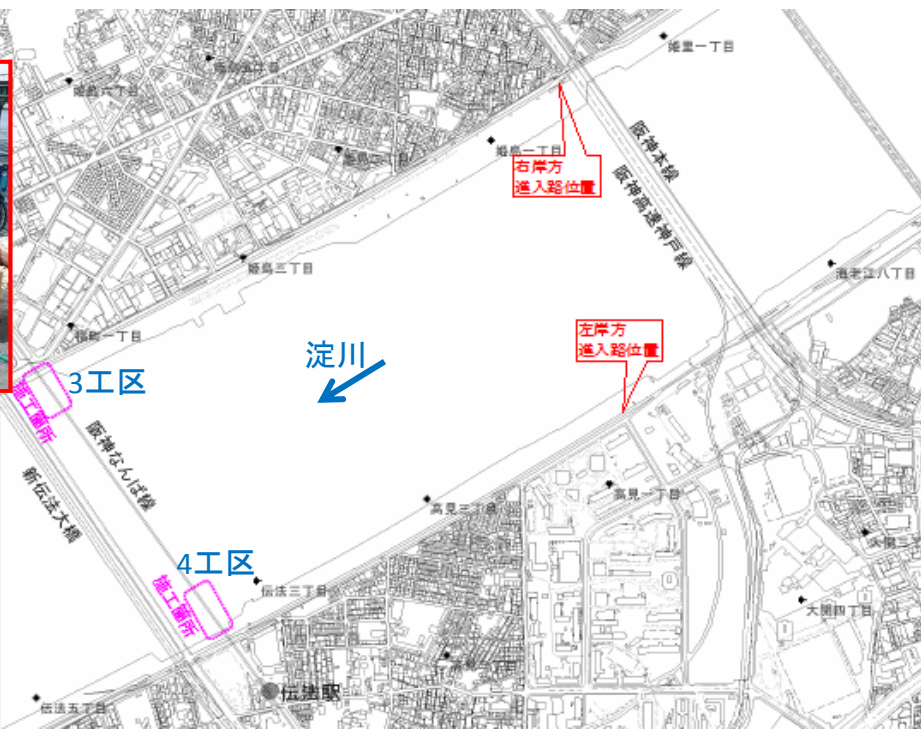 姫里一丁目
姫島六丁目
姫島一丁目
右岸方
進入路位置
阪神本線
阪神高速神戸線
姫島三丁目
海老江八丁目
福町一丁目
左岸方
進入路位置
淀川
3工区
施工箇所
阪神なんば線
新伝法大橋
高見一丁目
高見三丁目
4工区
施工箇所
伝法三丁目
大開四丁目
伝法駅
伝法五丁目